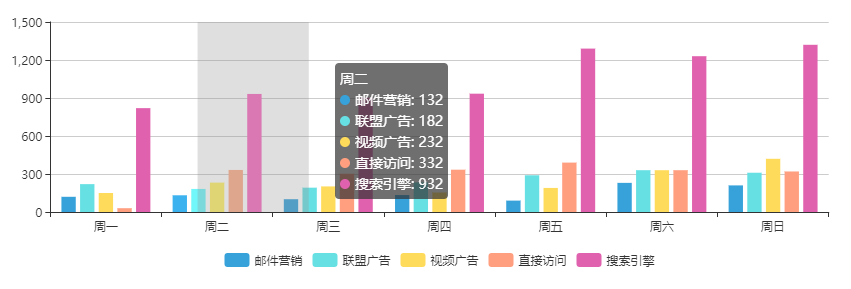 1,500
1,200
900
600
300
0
周二
邮件营销: 132
联盟广告: 182
视频广告: 232
直接访问: 332
搜索引擎: 932
周一 周二 周三 周四 周五 周六 周日
邮件营销 联盟广告 视频广告 直接访问 搜索引擎